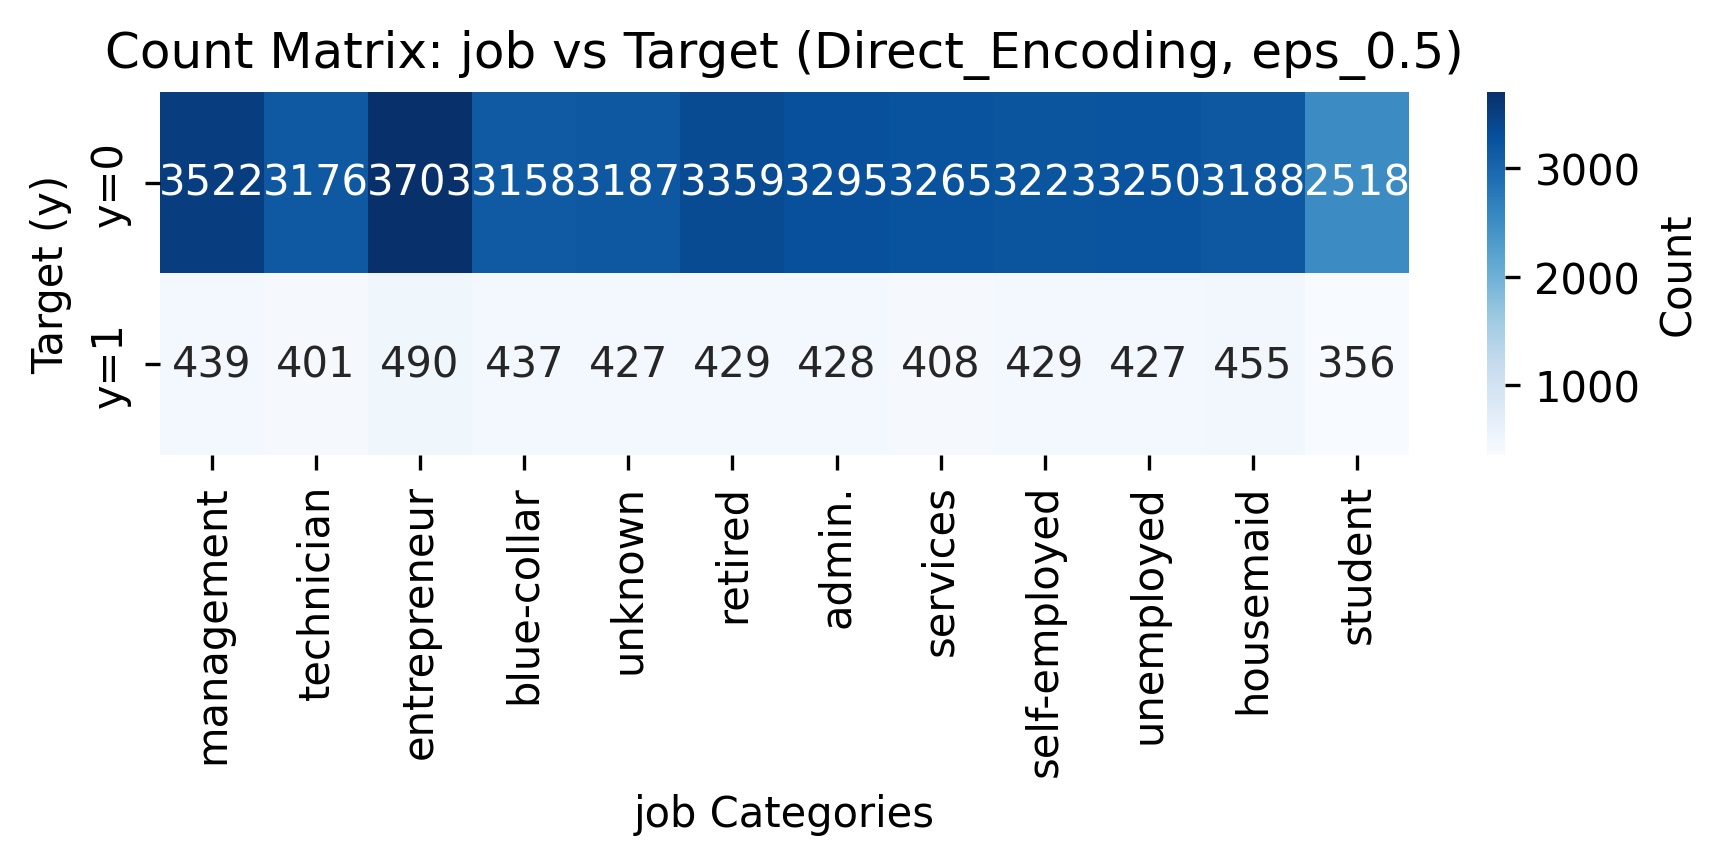 Count Matrix: job vs Target (Direct_Encoding, eps_0.5)
Target (y)
y=0
3522 3176 3703 3158 3187 3359 3295 3265 3223 3250 3188 2518
y=1
439 401 490 437 427 429 428 408 429 427 455 356
management
technician
entrepreneur
blue-collar
unknown
retired
admin.
services
self-employed
unemployed
housemaid
student
job Categories
3000
2000
1000
Count